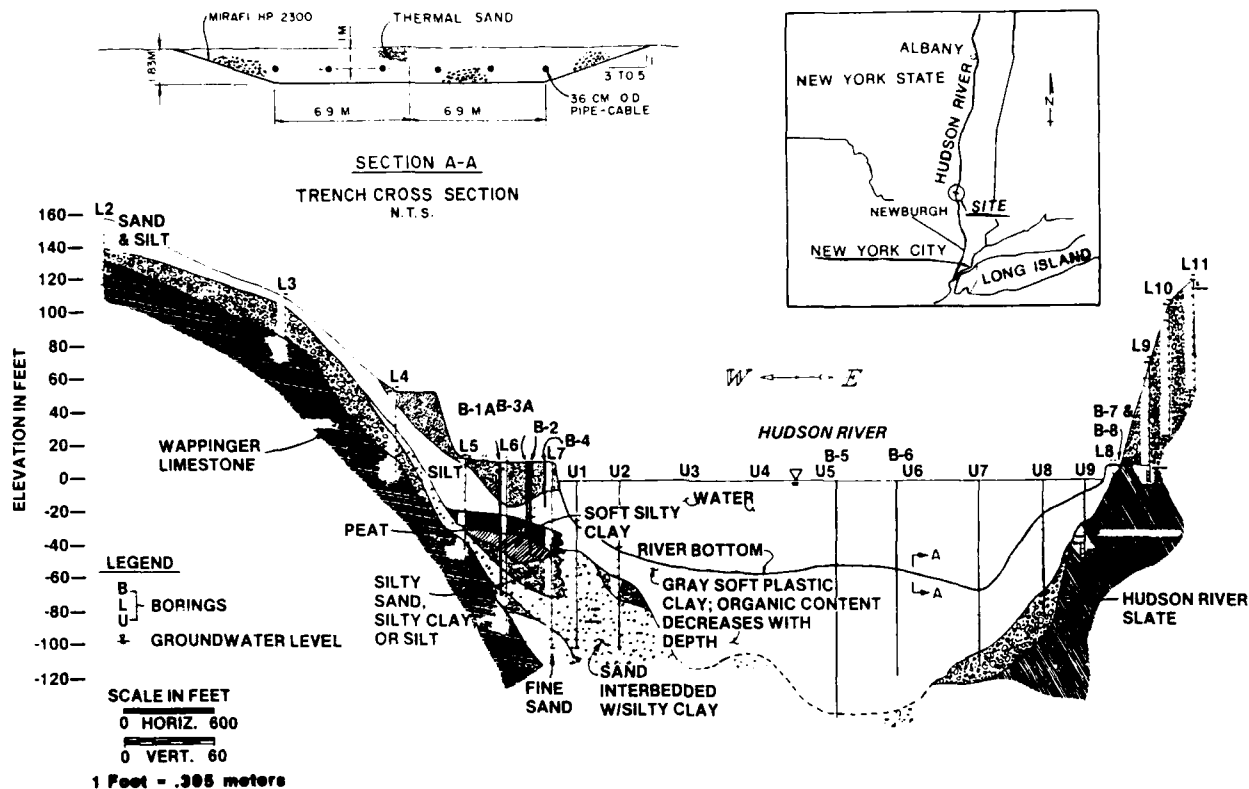 MIRAFI HP 2300
THERMAL SAND
1M
1.83M
3 TO 5
1
6.9 M
6.9 M
36 CM O.D
PIPE-CABLE
SECTION A-A
TRENCH CROSS SECTION
N.T.S.
ALBANY
NEW YORK STATE
HUDSON RIVER
N
NEWBURGH
SITE
NEW YORK CITY
LONG ISLAND
ELEVATION IN FEET
160
140
120
100
80
60
40
20
0
-20
-40
-60
-80
-100
-120
L2
SAND
& SILT
L3
L4
B-1A
B-3A
B-2
B-4
L5
L6
L7
U1
U2
U3
U4
U5
B-5
B-6
U7
U8
U9
B-7 &
B-8
L8
L9
L10
L11
W
E
HUDSON RIVER
WATER
WAPPINGER
LIMESTONE
SILT
PEAT
SOFT SILTY
CLAY
RIVER BOTTOM
GRAY SOFT PLASTIC
CLAY; ORGANIC CONTENT
DECREASES WITH
DEPTH
A
A
HUDSON RIVER
SLATE
SILTY
SAND,
SILTY CLAY
OR SILT
FINE
SAND
SAND
INTERBEDDED
W/SILTY CLAY
LEGEND
B
L
U
BORINGS
GROUNDWATER LEVEL
SCALE IN FEET
0 HORIZ. 600
0 VERT. 60
1 Foot = .305 meters